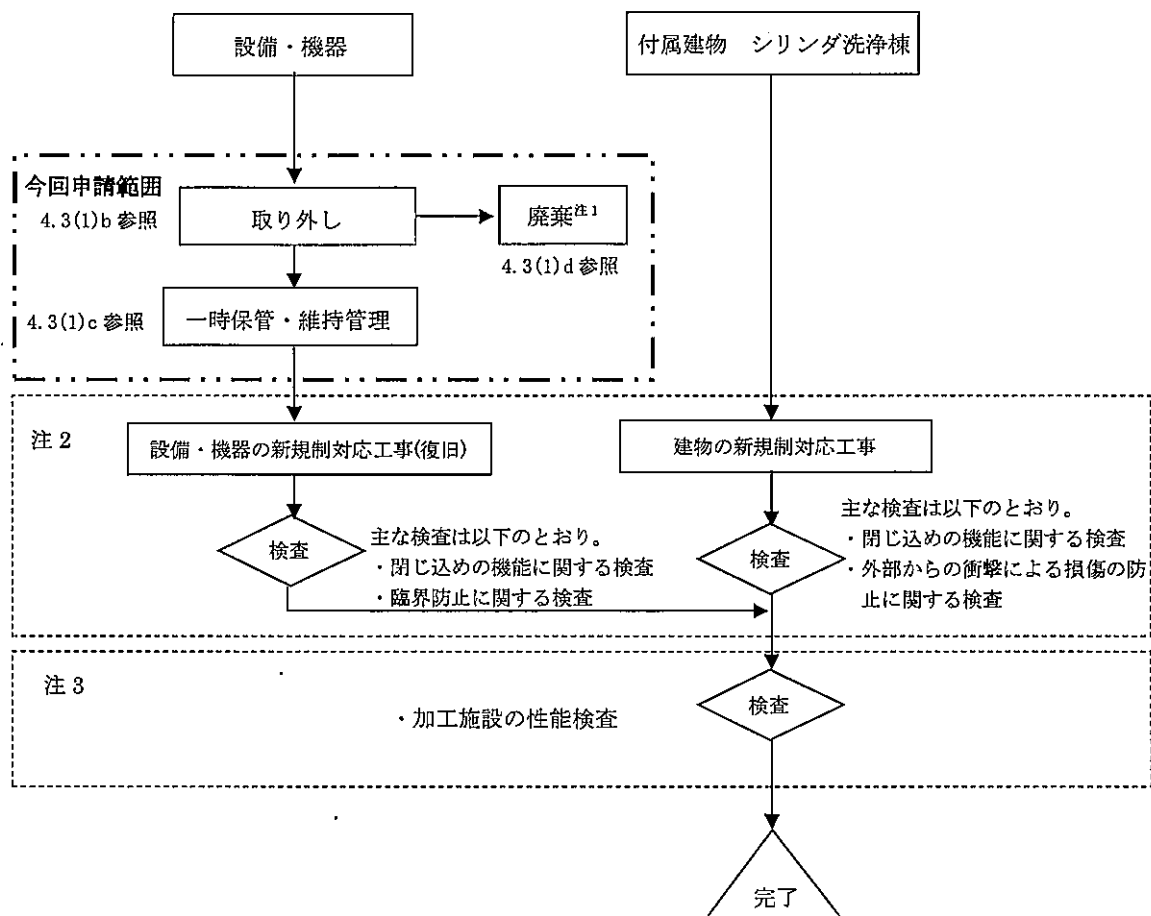 設備・機器
付属建物 シリンダ洗浄棟
今回申請範囲
4.3(1)b 参照
取り外し
廃棄注1
4.3(1)d 参照
4.3(1)c 参照
一時保管・維持管理
注 2
設備・機器の新規制対応工事(復旧)
建物の新規制対応工事
検査
主な検査は以下のとおり。
・閉じ込めの機能に関する検査
・臨界防止に関する検査
検査
主な検査は以下のとおり。
・閉じ込めの機能に関する検査
・外部からの衝撃による損傷の防
止に関する検査
注 3
・加工施設の性能検査
検査
完了